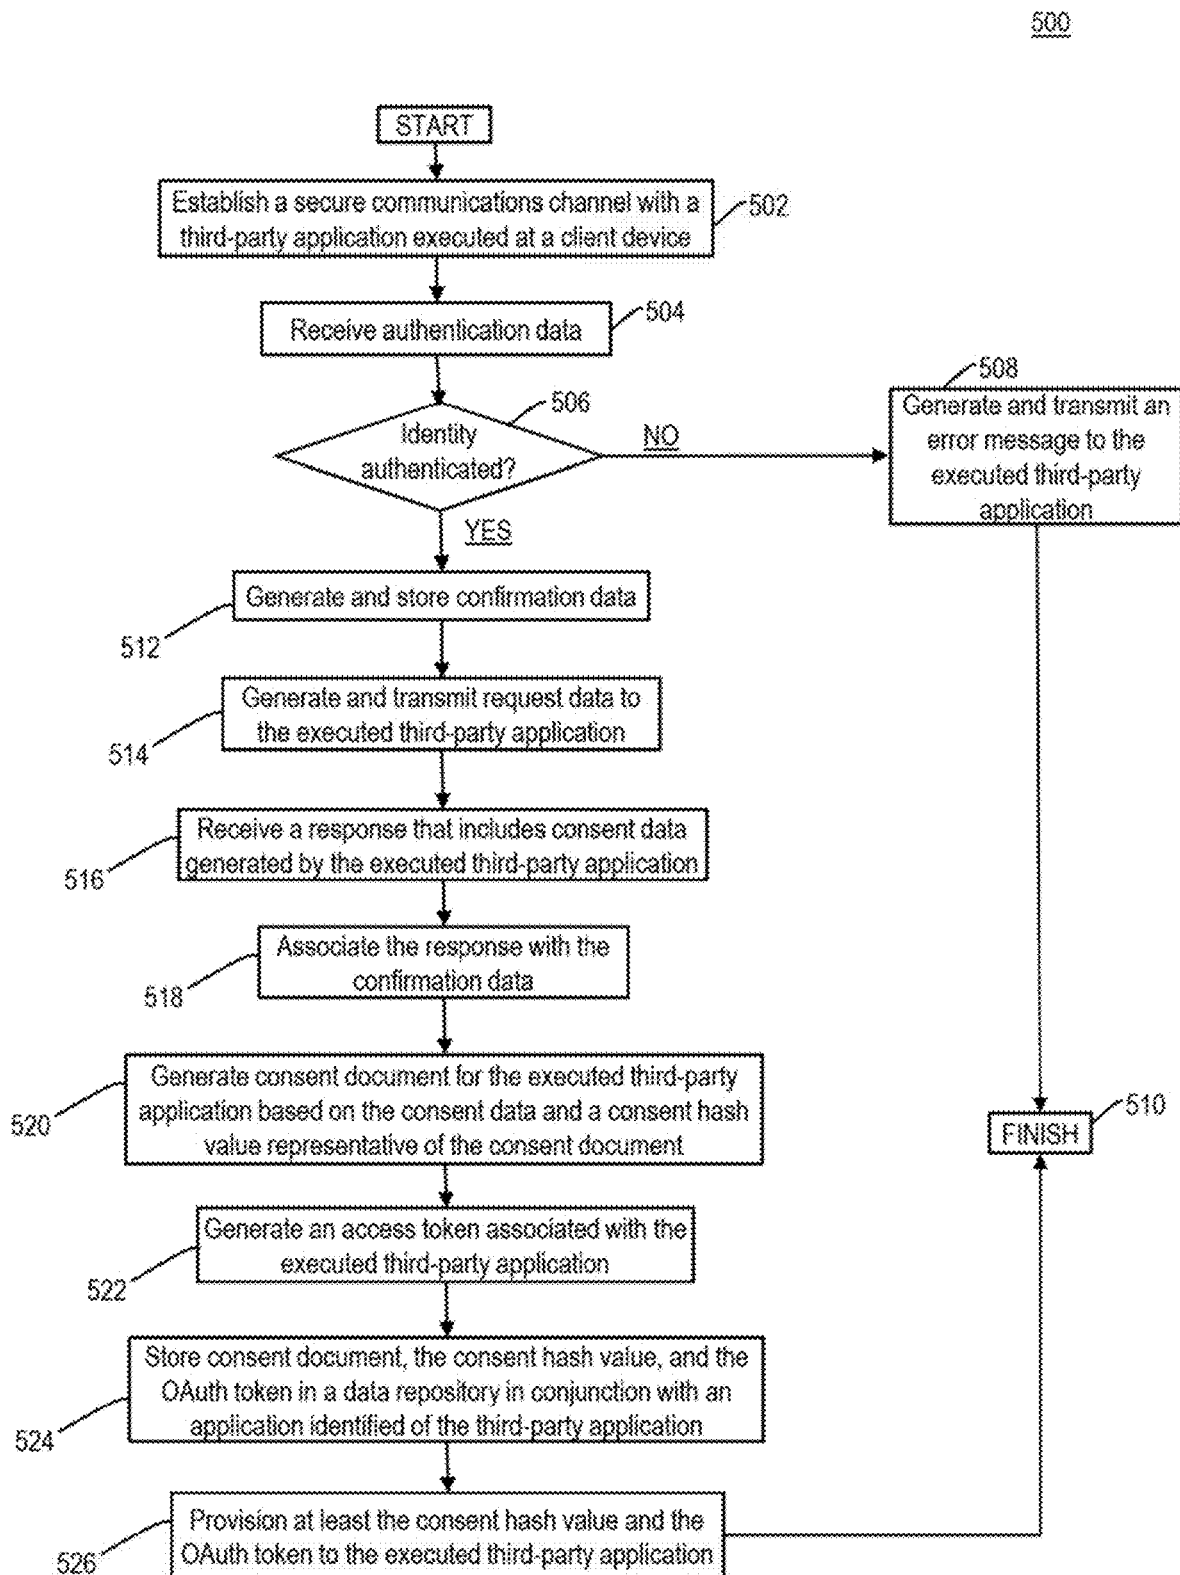 500
START
Establish a secure communications channel with a
third-party application executed at a client device
502
Receive authentication data
504
506
Identity
authenticated?
NO
508
Generate and transmit an
error message to the
executed third-party
application
YES
Generate and store confirmation data
512
Generate and transmit request data to
the executed third-party application
514
Receive a response that includes consent data
generated by the executed third-party application
516
Associate the response with the
confirmation data
518
Generate consent document for the executed third-party
application based on the consent data and a consent hash
value representative of the consent document
520
510
FINISH
Generate an access token associated with the
executed third-party application
522
Store consent document, the consent hash value, and the
OAuth token in a data repository in conjunction with an
application identified of the third-party application
524
Provision at least the consent hash value and the
OAuth token to the executed third-party application
526